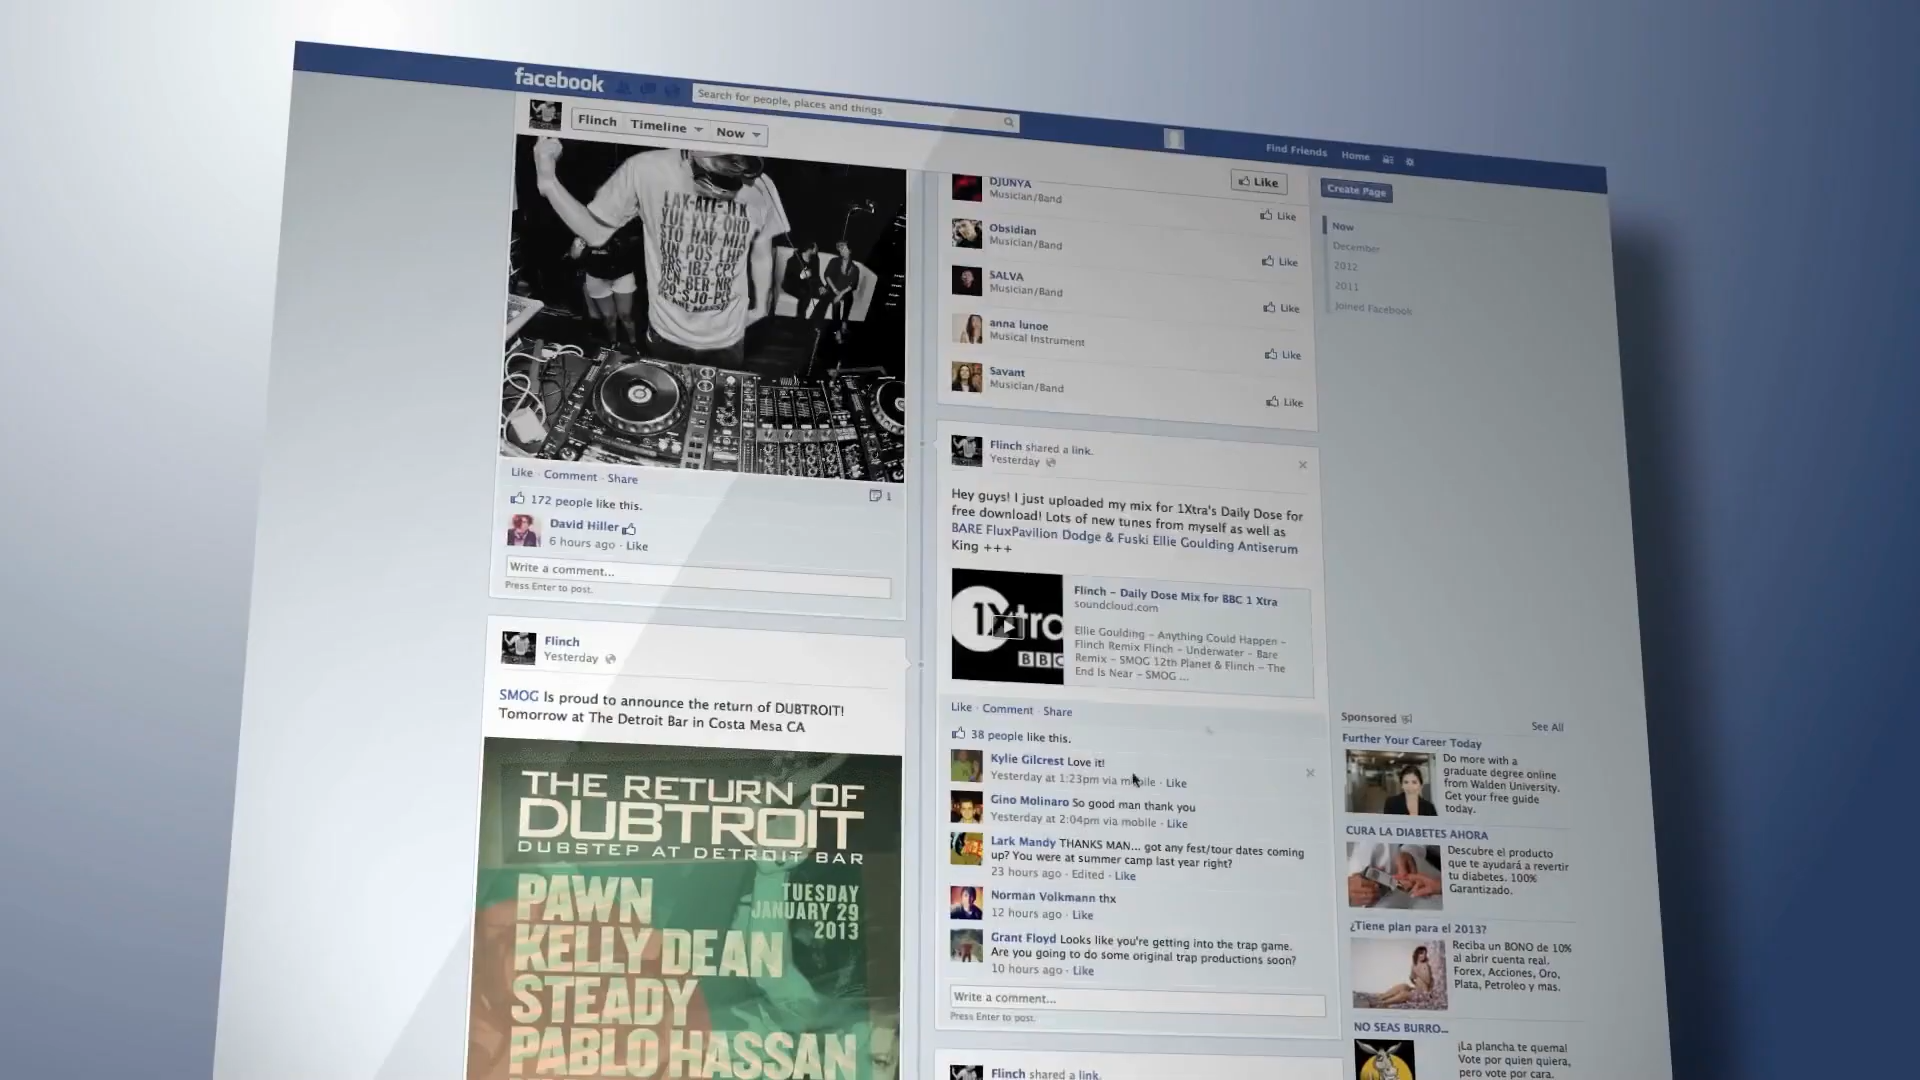 facebook
Search for people, places and things
Find Friends
Home
Flinch
Timeline
Now
LAX-ATL-JFK
YUL-YYZ-ORD
STO-HAV-MIA
Like · Comment · Share
1
172 people like this.
David Hiller
6 hours ago · Like
Write a comment...
Press Enter to post.
Flinch
Yesterday
SMOG Is proud to announce the return of DUBTROIT!
Tomorrow at The Detroit Bar in Costa Mesa CA
THE RETURN OF
DUBTROIT
DUBSTEP AT DETROIT BAR
TUESDAY
JANUARY 29
2013
PAWN
KELLY DEAN
STEADY
PABLO HASSAN
Like
DJUNYA
Musician/Band
Like
Obsidian
Musician/Band
Like
SALVA
Musician/Band
Like
anna lunoe
Musical Instrument
Like
Savant
Musician/Band
Like
Flinch shared a link.
Yesterday
Hey guys! I just uploaded my mix for 1Xtra's Daily Dose for
free download! Lots of new tunes from myself as well as
BARE FluxPavilion Dodge & Fuski Ellie Goulding Antiserum
King +++
1Xtra
BBC
Flinch - Daily Dose Mix for BBC 1 Xtra
soundcloud.com
Ellie Goulding - Anything Could Happen -
Flinch Remix Flinch - Underwater - Bare
Remix - SMOG 12th Planet & Flinch - The
End Is Near - SMOG ...
Like · Comment · Share
38 people like this.
Kylie Gilcrest Love it!
Yesterday at 1:23pm via mobile · Like
Gino Molinaro So good man thank you
Yesterday at 2:04pm via mobile · Like
Lark Mandy THANKS MAN... got any fest/tour dates coming
up? You were at summer camp last year right?
23 hours ago · Edited · Like
Norman Volkmann thx
12 hours ago · Like
Grant Floyd Looks like you're getting into the trap game.
Are you going to do some original trap productions soon?
10 hours ago · Like
Write a comment...
Press Enter to post.
Flinch shared a link.
Create Page
Now
December
2012
2011
Joined Facebook
Sponsored
See All
Further Your Career Today
Do more with a
graduate degree online
from Walden University.
Get your free guide
today.
CURA LA DIABETES AHORA
Descubre el producto
que te ayudará a revertir
tu diabetes. 100%
Garantizado.
¿Tiene plan para el 2013?
Reciba un BONO de 10%
al abrir cuenta real.
Forex, Acciones, Oro,
Plata, Petroleo y mas.
NO SEAS BURRO...
¡La plancha te quema!
Vote por quien quiera,
pero vote por cara.